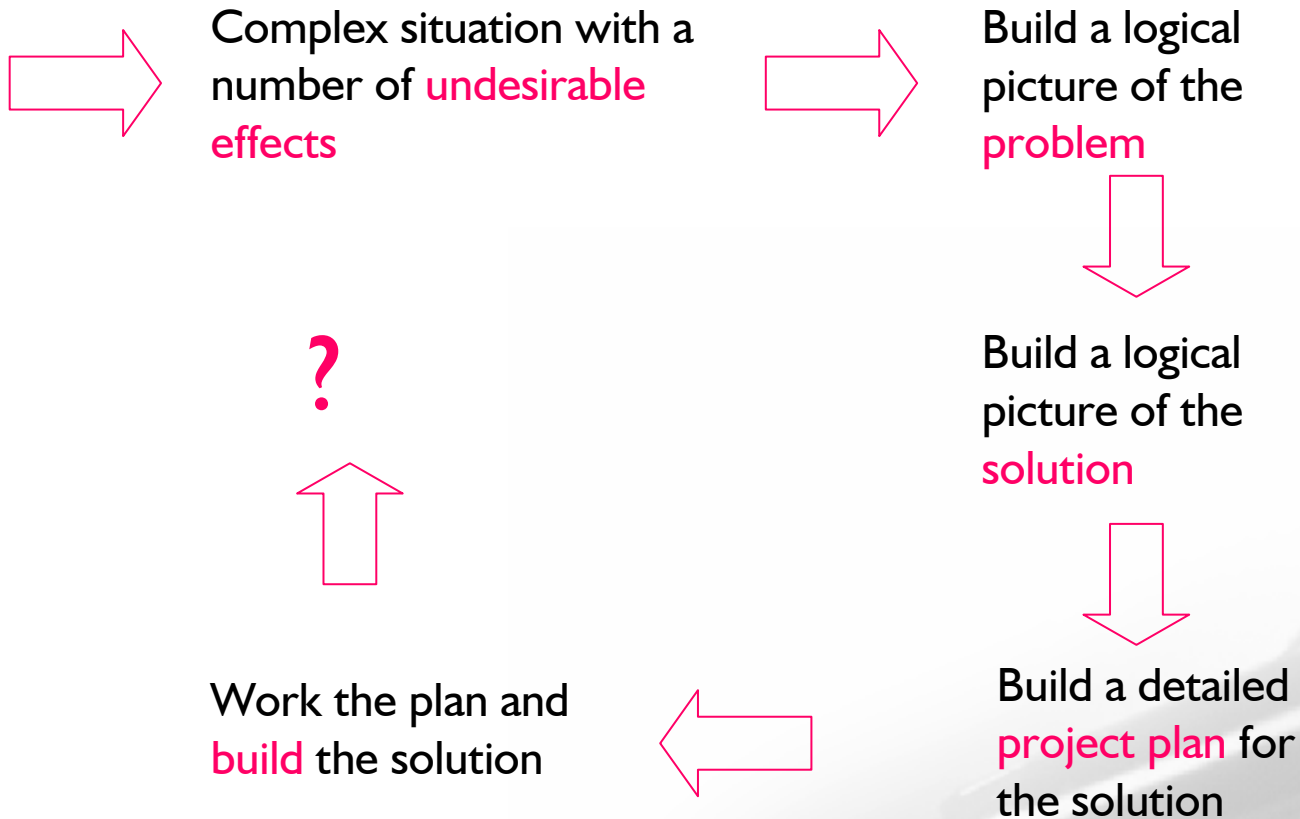 Complex situation with a
number of undesirable
effects
Build a logical
picture of the
problem
Build a logical
picture of the
solution
Build a detailed
project plan for
the solution
Work the plan and
build the solution
?